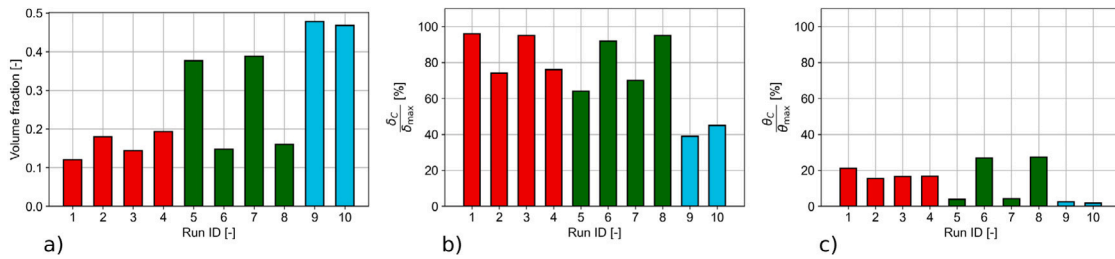 0.5
0.4
0.3
0.2
0.1
0.0
Volume fraction [-]
1 2 3 4 5 6 7 8 9 10
Run ID [-]
a)
100
80
60
40
20
0
δC
δmax
[%]
1 2 3 4 5 6 7 8 9 10
Run ID [-]
b)
100
80
60
40
20
0
θC
θmax
[%]
1 2 3 4 5 6 7 8 9 10
Run ID [-]
c)